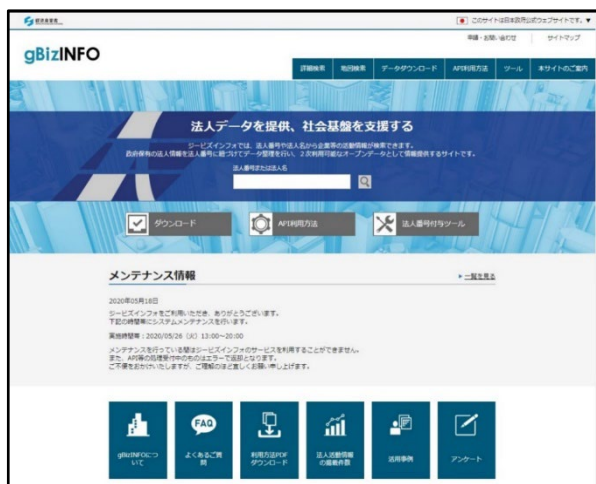 経済産業省
このサイトは日本政府公式ウェブサイトです。▼
申請・お問い合わせ
サイトマップ
gBizINFO
詳細検索
地図検索
データダウンロード
API利用方法
ツール
本サイトのご案内
法人データを提供、社会基盤を支援する
ジービズインフォでは、法人番号や法人名から企業等の活動情報が検索できます。
政府保有の法人情報を法人番号に紐づけてデータ整理を行い、2次利用可能なオープンデータとして情報提供するサイトです。
法人番号または法人名
ダウンロード
API利用方法
法人番号付与ツール
メンテナンス情報
一覧を見る
2020年05月18日
ジービズインフォをご利用いただき、ありがとうございます。
下記の時間帯にシステムメンテナンスを行います。
実施時間帯：2020/05/26（火）13:00～20:00
メンテナンスを行っている間はジービズインフォのサービスを利用することができません。
また、API等の処理受付中のものはエラーで返却となります。
ご不便をおかけいたしますが、ご理解のほど宜しくお願い申し上げます。
gBizINFOにつ
いて
FAQ
よくあるご質
問
利用方法PDF
ダウンロード
法人活動情報
の掲載件数
活用事例
アンケート